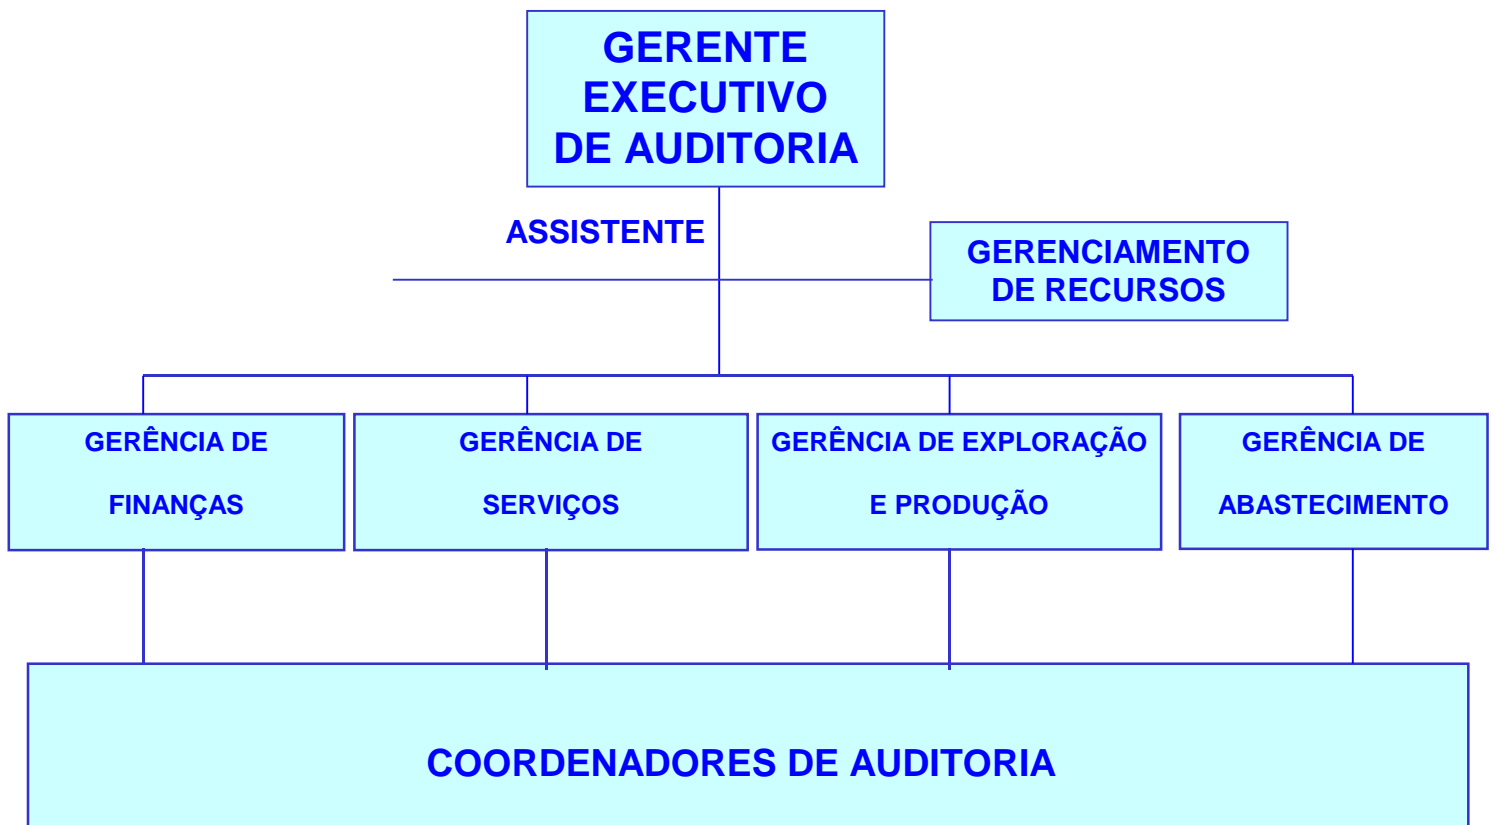 GERENTE
EXECUTIVO
DE AUDITORIA
ASSISTENTE
GERENCIAMENTO
DE RECURSOS
GERÊNCIA DE
FINANÇAS
GERÊNCIA DE
SERVIÇOS
GERÊNCIA DE EXPLORAÇÃO
E PRODUÇÃO
GERÊNCIA DE
ABASTECIMENTO
COORDENADORES DE AUDITORIA